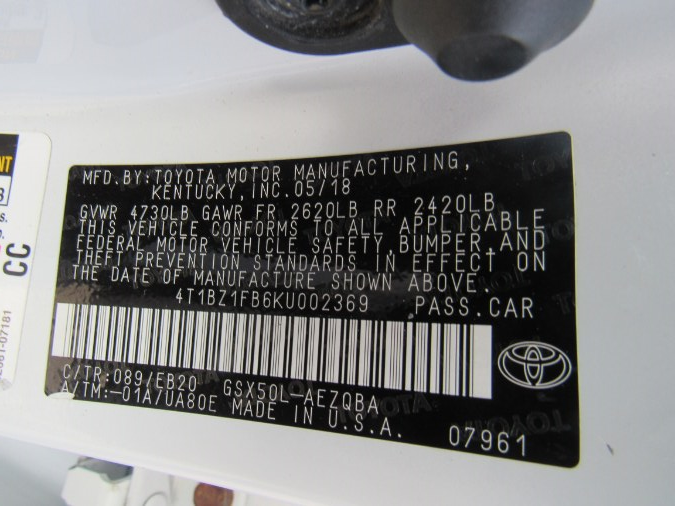 MFD.BY:TOYOTA MOTOR MANUFACTURING,
KENTUCKY,INC.05/18
GVWR 4730LB GAWR FR 2620LB RR 2420LB
THIS VEHICLE CONFORMS TO ALL APPLICABLE
FEDERAL MOTOR VEHICLE SAFETY,BUMPER,AND
THEFT PREVENTION STANDARDS IN EFFECT ON
THE DATE OF MANUFACTURE SHOWN ABOVE.
4T1BZ1FB6KU002369 PASS.CAR
C/TR:089/EB20 GSX50L-AEZQBA
A/TM:-01A/UA80E MADE IN U.S.A.
07961
CC